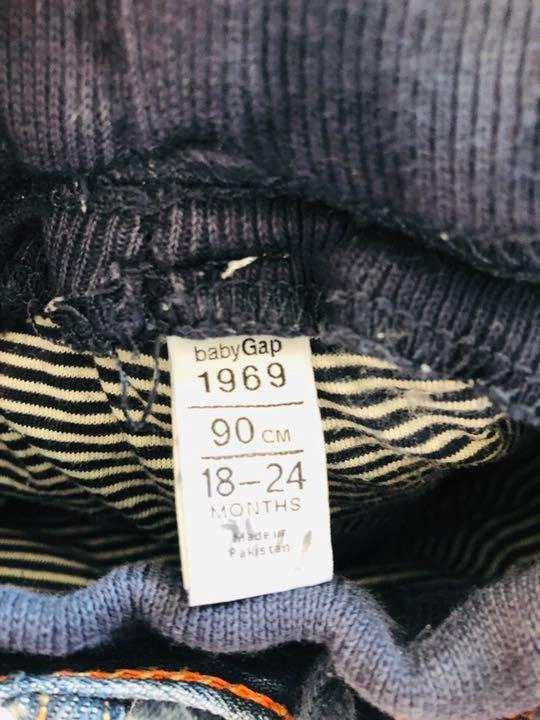 babyGap
1969
90 CM
18–24
MONTHS
Made in
Pakistan